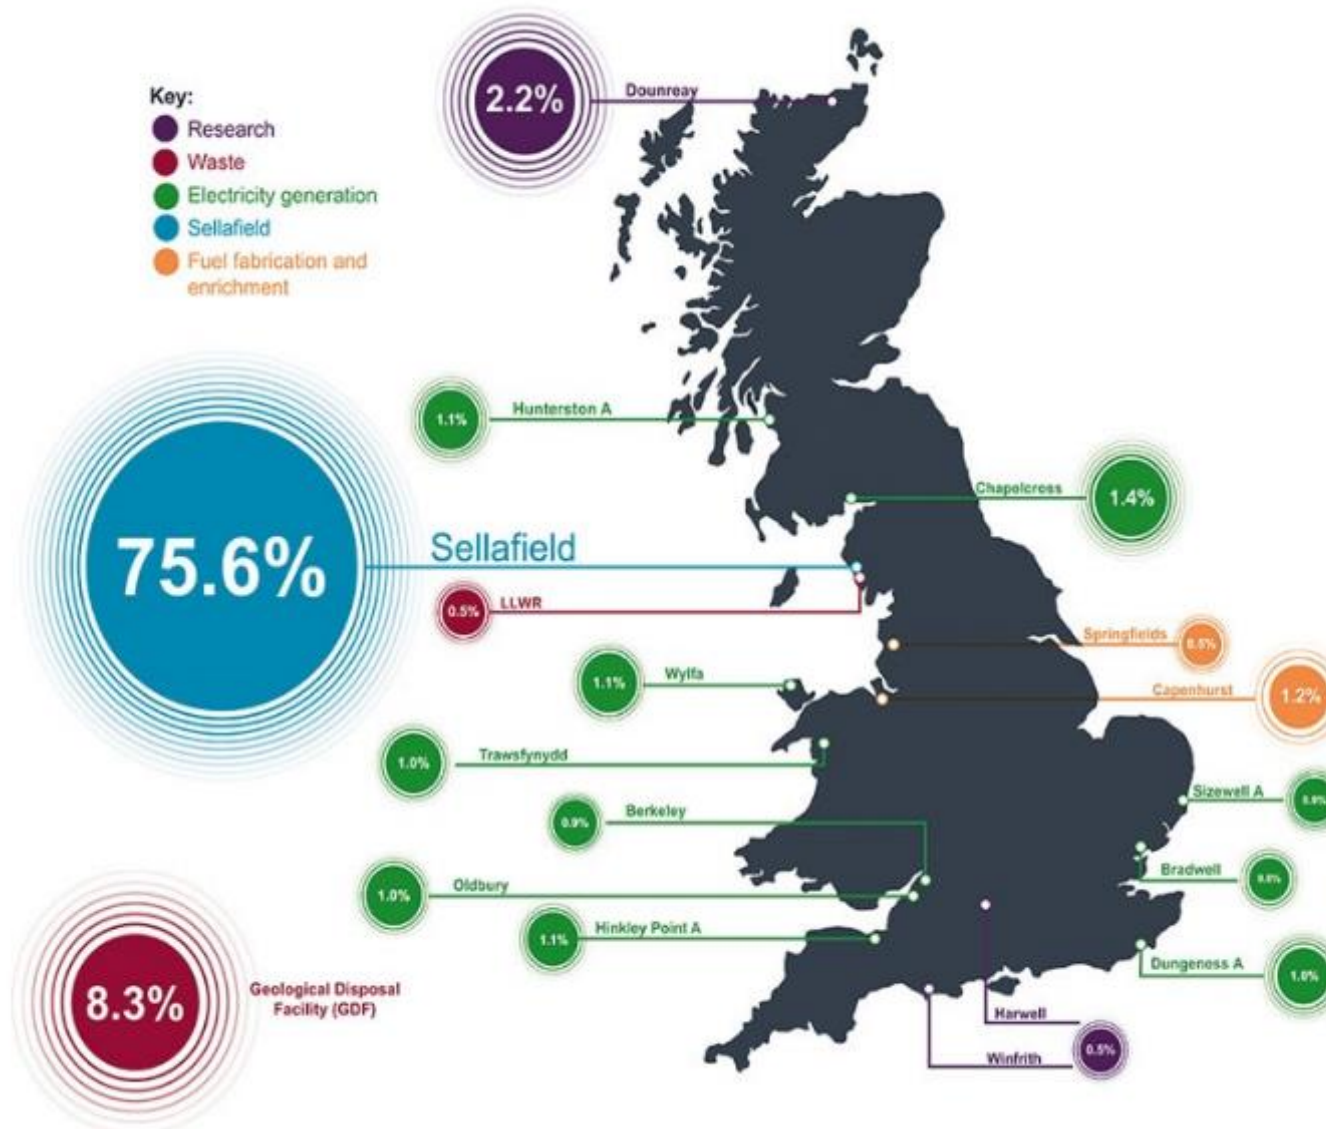 Key:
Research
Waste
Electricity generation
Sellafield
Fuel fabrication and
enrichment
2.2%
Dounreay
1.1%
Hunterston A
Chapelcross
1.4%
75.6%
Sellafield
0.5%
LLWR
Springfields
1.1%
Wylfa
Capenhurst
1.2%
1.0%
Trawsfynydd
Sizewell A
0.9%
Berkeley
Bradwell
1.0%
Oldbury
1.1%
Hinkley Point A
Dungeness A
1.0%
8.3%
Geological Disposal
Facility (GDF)
Harwell
Winfrith
0.5%